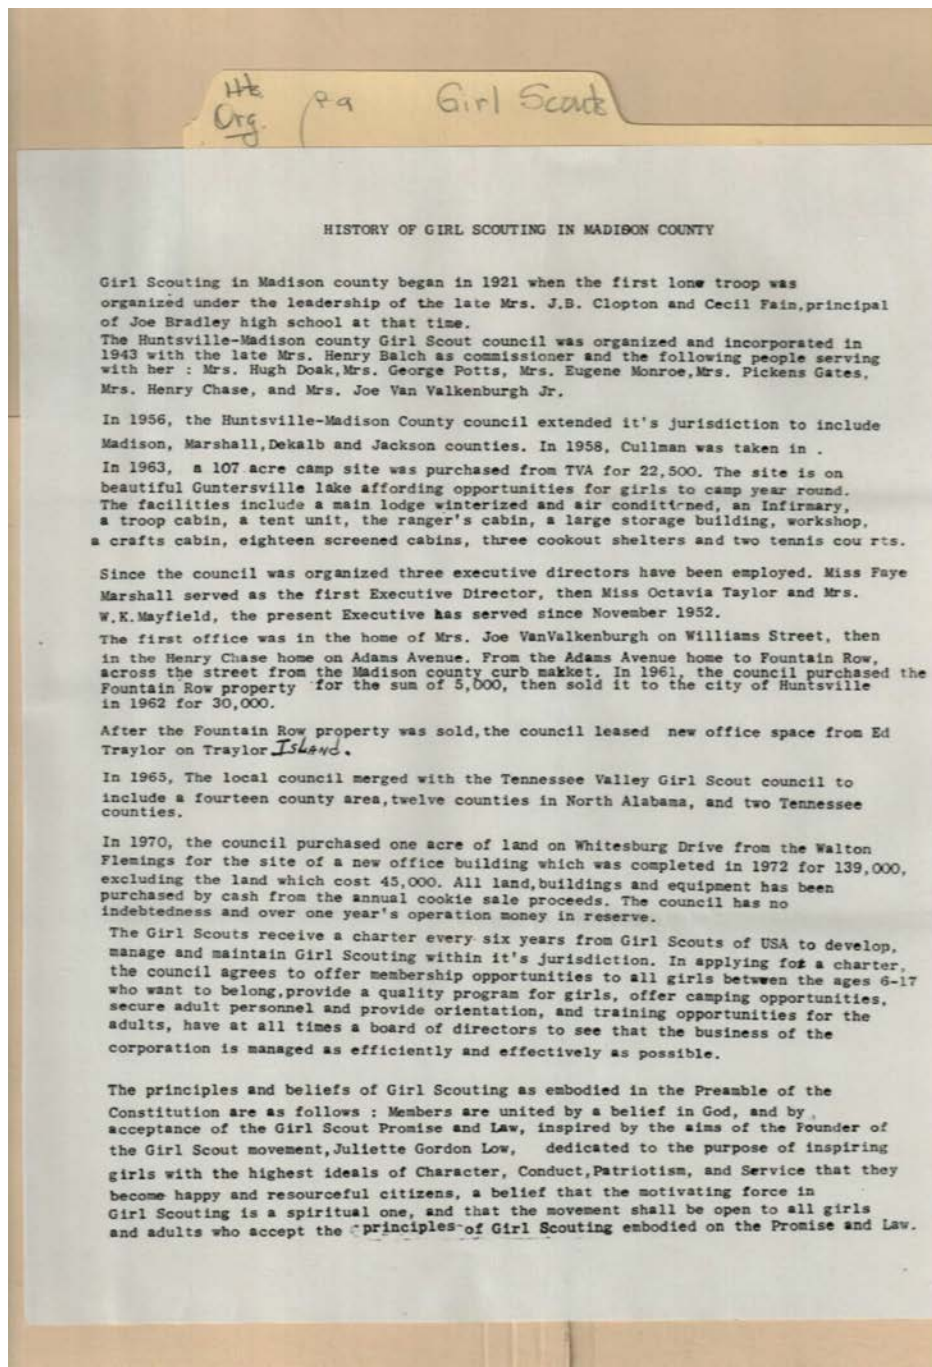 Hts.
Org. Girl Scouts
HISTORY OF GIRL SCOUTING IN MADISON COUNTY
Girl Scouting in Madison county began in 1921 when the first lone troop was
organized under the leadership of the late Mrs. J.B. Clopton and Cecil Fain,principal
of Joe Bradley high school at that time.
The Huntsville-Madison county Girl Scout council was organized and incorporated in
1943 with the late Mrs. Henry Balch as commissioner and the following people serving
with her : Mrs. Hugh Doak,Mrs. George Potts, Mrs. Eugene Monroe,Mrs. Pickens Gates,
Mrs. Henry Chase, and Mrs. Joe Van Valkenburgh Jr.
In 1956, the Huntsville-Madison County council extended it's jurisdiction to include
Madison, Marshall,Dekalb and Jackson counties. In 1958, Cullman was taken in .
In 1963, a 107 acre camp site was purchased from TVA for 22,500. The site is on
beautiful Guntersville lake affording opportunities for girls to camp year round.
The facilities include a main lodge winterized and air conditirned, an Infirmary,
a troop cabin, a tent unit, the ranger's cabin, a large storage building, workshop,
a crafts cabin, eighteen screened cabins, three cookout shelters and two tennis cou rts.
Since the council was organized three executive directors have been employed. Miss Faye
Marshall served as the first Executive Director, then Miss Octavia Taylor and Mrs.
W.K.Mayfield, the present Executive has served since November 1952.
The first office was in the home of Mrs. Joe VanValkenburgh on Williams Street, then
in the Henry Chase home on Adams Avenue. From the Adams Avenue home to Fountain Row,
across the street from the Madison county curb makket. In 1961, the council purchased the
Fountain Row property for the sum of 5,000, then sold it to the city of Huntsville
in 1962 for 30,000.
After the Fountain Row property was sold,the council leased new office space from Ed
Traylor on Traylor Island.
In 1965, The local council merged with the Tennessee Valley Girl Scout council to
include a fourteen county area,twelve counties in North Alabama, and two Tennessee
counties.
In 1970, the council purchased one acre of land on Whitesburg Drive from the Walton
Flemings for the site of a new office building which was completed in 1972 for 139,000,
excluding the land which cost 45,000. All land,buildings and equipment has been
purchased by cash from the annual cookie sale proceeds. The council has no
indebtedness and over one year's operation money in reserve.
The Girl Scouts receive a charter every six years from Girl Scouts of USA to develop,
manage and maintain Girl Scouting within it's jurisdiction. In applying for a charter,
the council agrees to offer membership opportunities to all girls between the ages 6-17
who want to belong,provide a quality program for girls, offer camping opportunities,
secure adult personnel and provide orientation, and training opportunities for the
adults, have at all times a board of directors to see that the business of the
corporation is managed as efficiently and effectively as possible.
The principles and beliefs of Girl Scouting as embodied in the Preamble of the
Constitution are as follows : Members are united by a belief in God, and by
acceptance of the Girl Scout Promise and Law, inspired by the aims of the Founder of
the Girl Scout movement,Juliette Gordon Low, dedicated to the purpose of inspiring
girls with the highest ideals of Character, Conduct,Patriotism, and Service that they
become happy and resourceful citizens, a belief that the motivating force in
Girl Scouting is a spiritual one, and that the movement shall be open to all girls
and adults who accept the principles of Girl Scouting embodied on the Promise and Law.